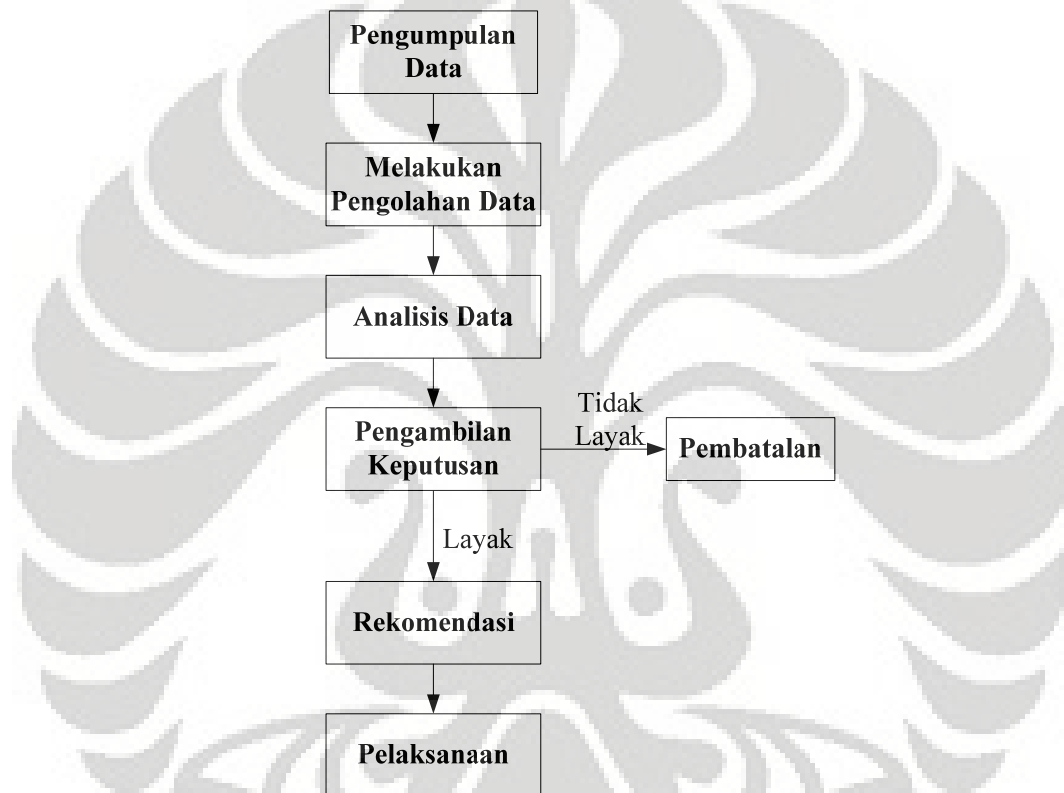 Pengumpulan
Data
Melakukan
Pengolahan Data
Analisis Data
Pengambilan
Keputusan
Tidak
Layak
Pembatalan
Layak
Rekomendasi
Pelaksanaan